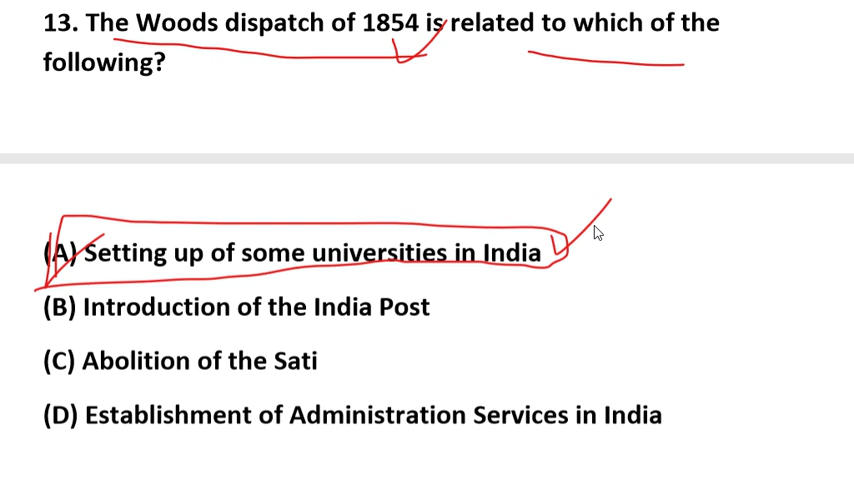 13. The Woods dispatch of 1854 is related to which of the
following?
(A) Setting up of some universities in India
(B) Introduction of the India Post
(C) Abolition of the Sati
(D) Establishment of Administration Services in India